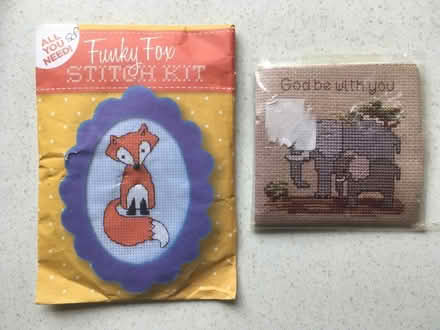 ALL
YOU
NEED!
Funky Fox
STITCH KIT
God be with you